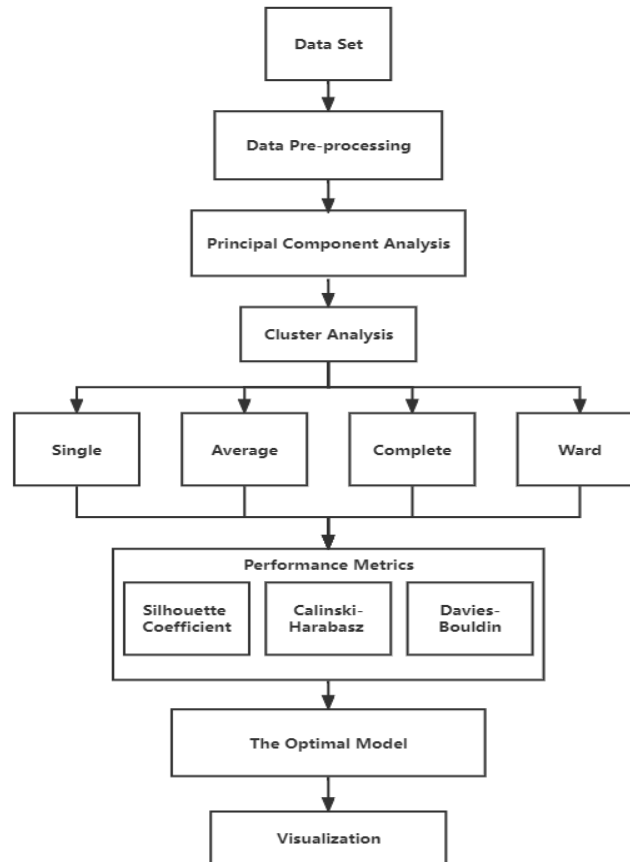 Data Set
Data Pre-processing
Principal Component Analysis
Cluster Analysis
Single
Average
Complete
Ward
Performance Metrics
Silhouette
Coefficient
Calinski-
Harabasz
Davies-
Bouldin
The Optimal Model
Visualization